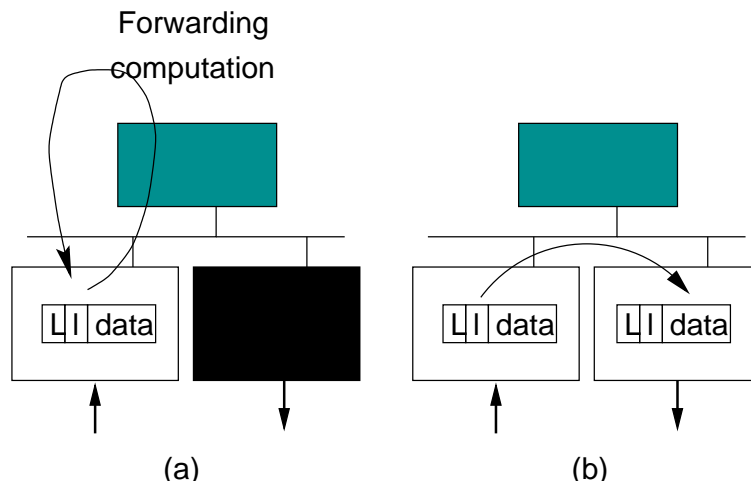 Forwarding
computation
L I data
L I data
L I data
(a)
(b)